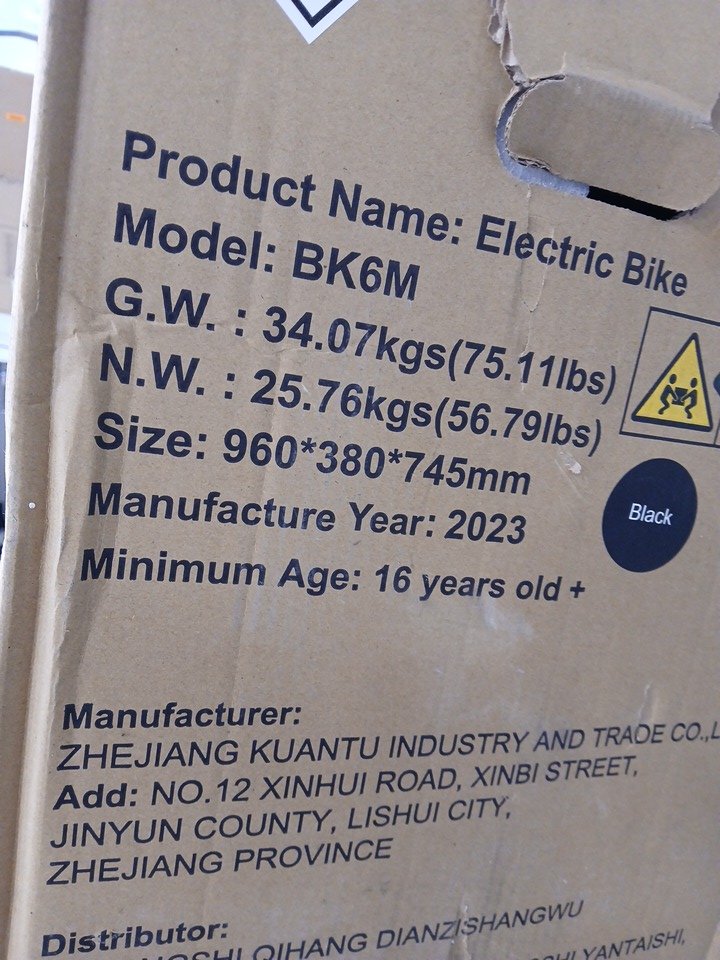 Product Name: Electric Bike
Model: BK6M
G.W. : 34.07kgs(75.11lbs)
N.W. : 25.76kgs(56.79lbs)
Size: 960*380*745mm
Black
Manufacture Year: 2023
Minimum Age: 16 years old +
Manufacturer:
ZHEJIANG KUANTU INDUSTRY AND TRADE CO.,L
Add: NO.12 XINHUI ROAD, XINBI STREET,
JINYUN COUNTY, LISHUI CITY,
ZHEJIANG PROVINCE
Distributor:
QIHANG DIANZISHANGWU
YANTAISHI,